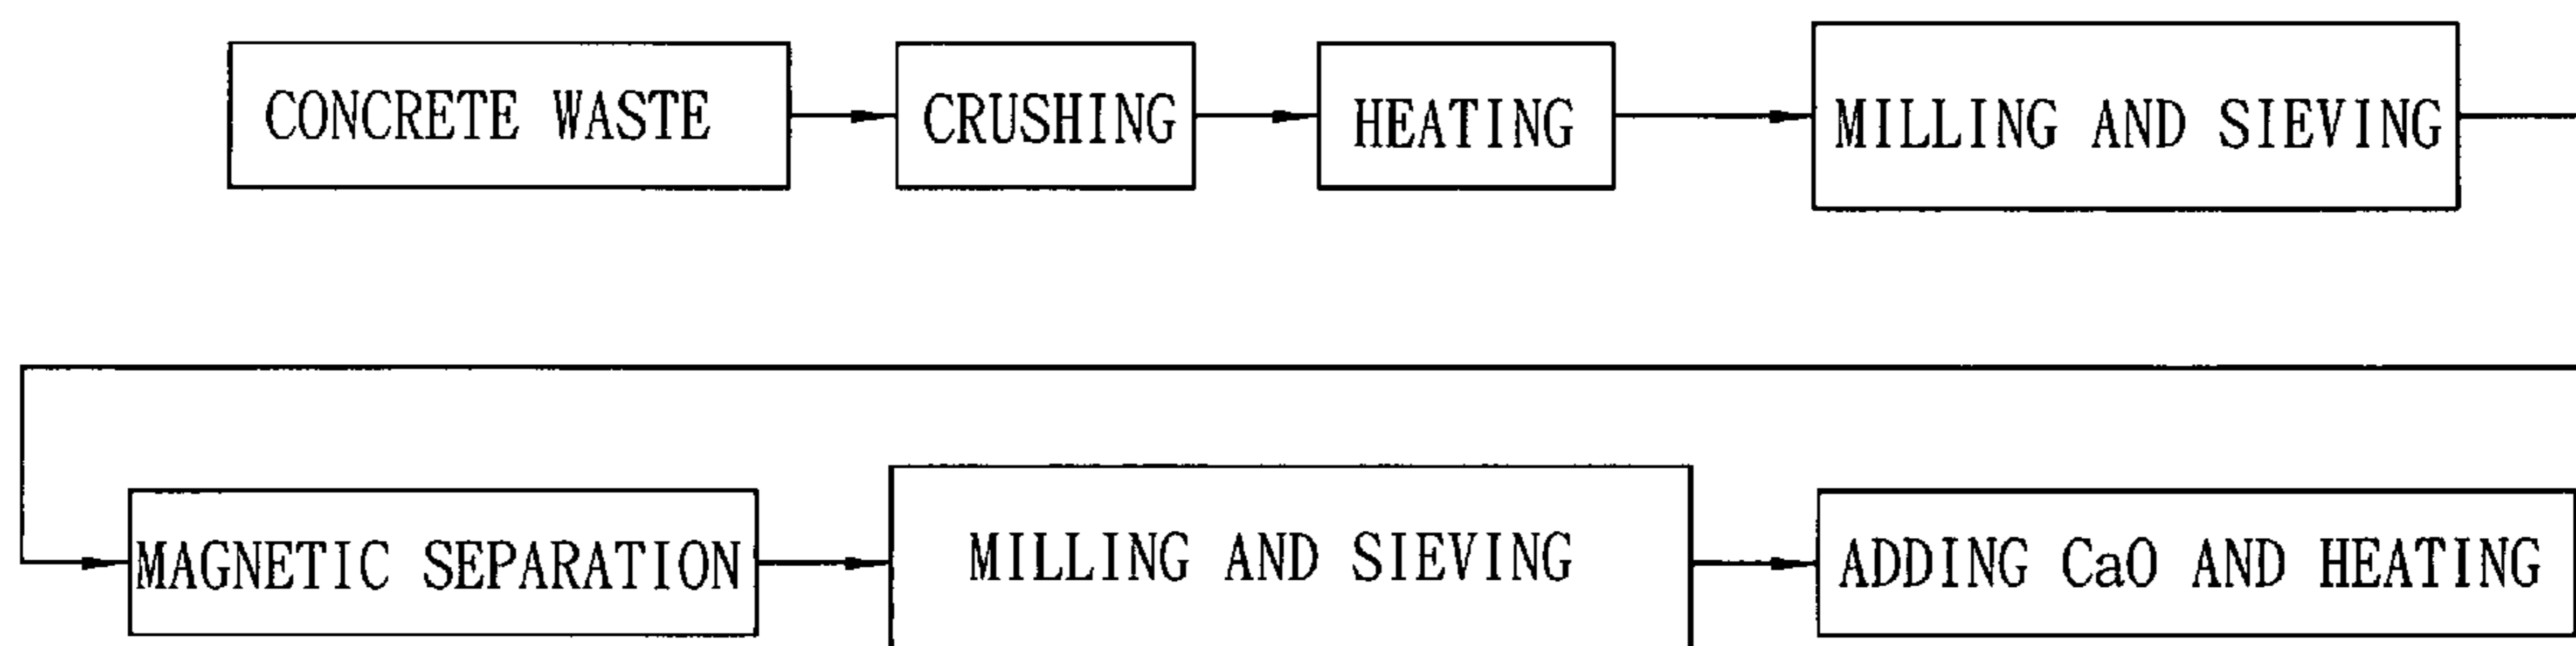 CONCRETE WASTE
CRUSHING
HEATING
MILLING AND SIEVING
MAGNETIC SEPARATION
MILLING AND SIEVING
ADDING CaO AND HEATING